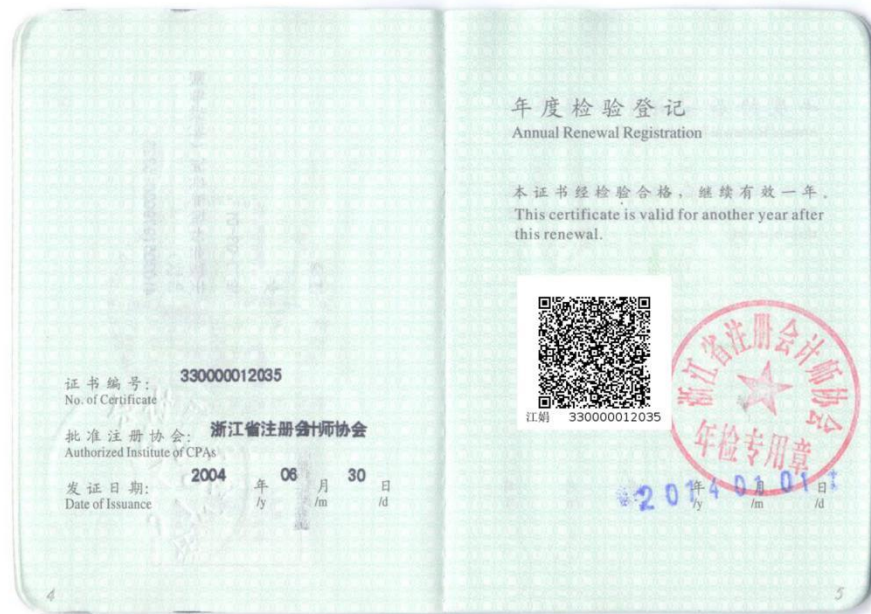 证书编号: 330000012035
No. of Certificate
批准注册协会: 浙江省注册会计师协会
Authorized Institute of CPAs
发证日期: 2004 年 06 月 30 日
Date of Issuance /y /m /d
4
年度检验登记
Annual Renewal Registration
本证书经检验合格，继续有效一年。
This certificate is valid for another year after
this renewal.
江娟 330000012035
浙江省注册会计师协会
年检专用章
2014 年 01 月 01 日
/y /m /d
5